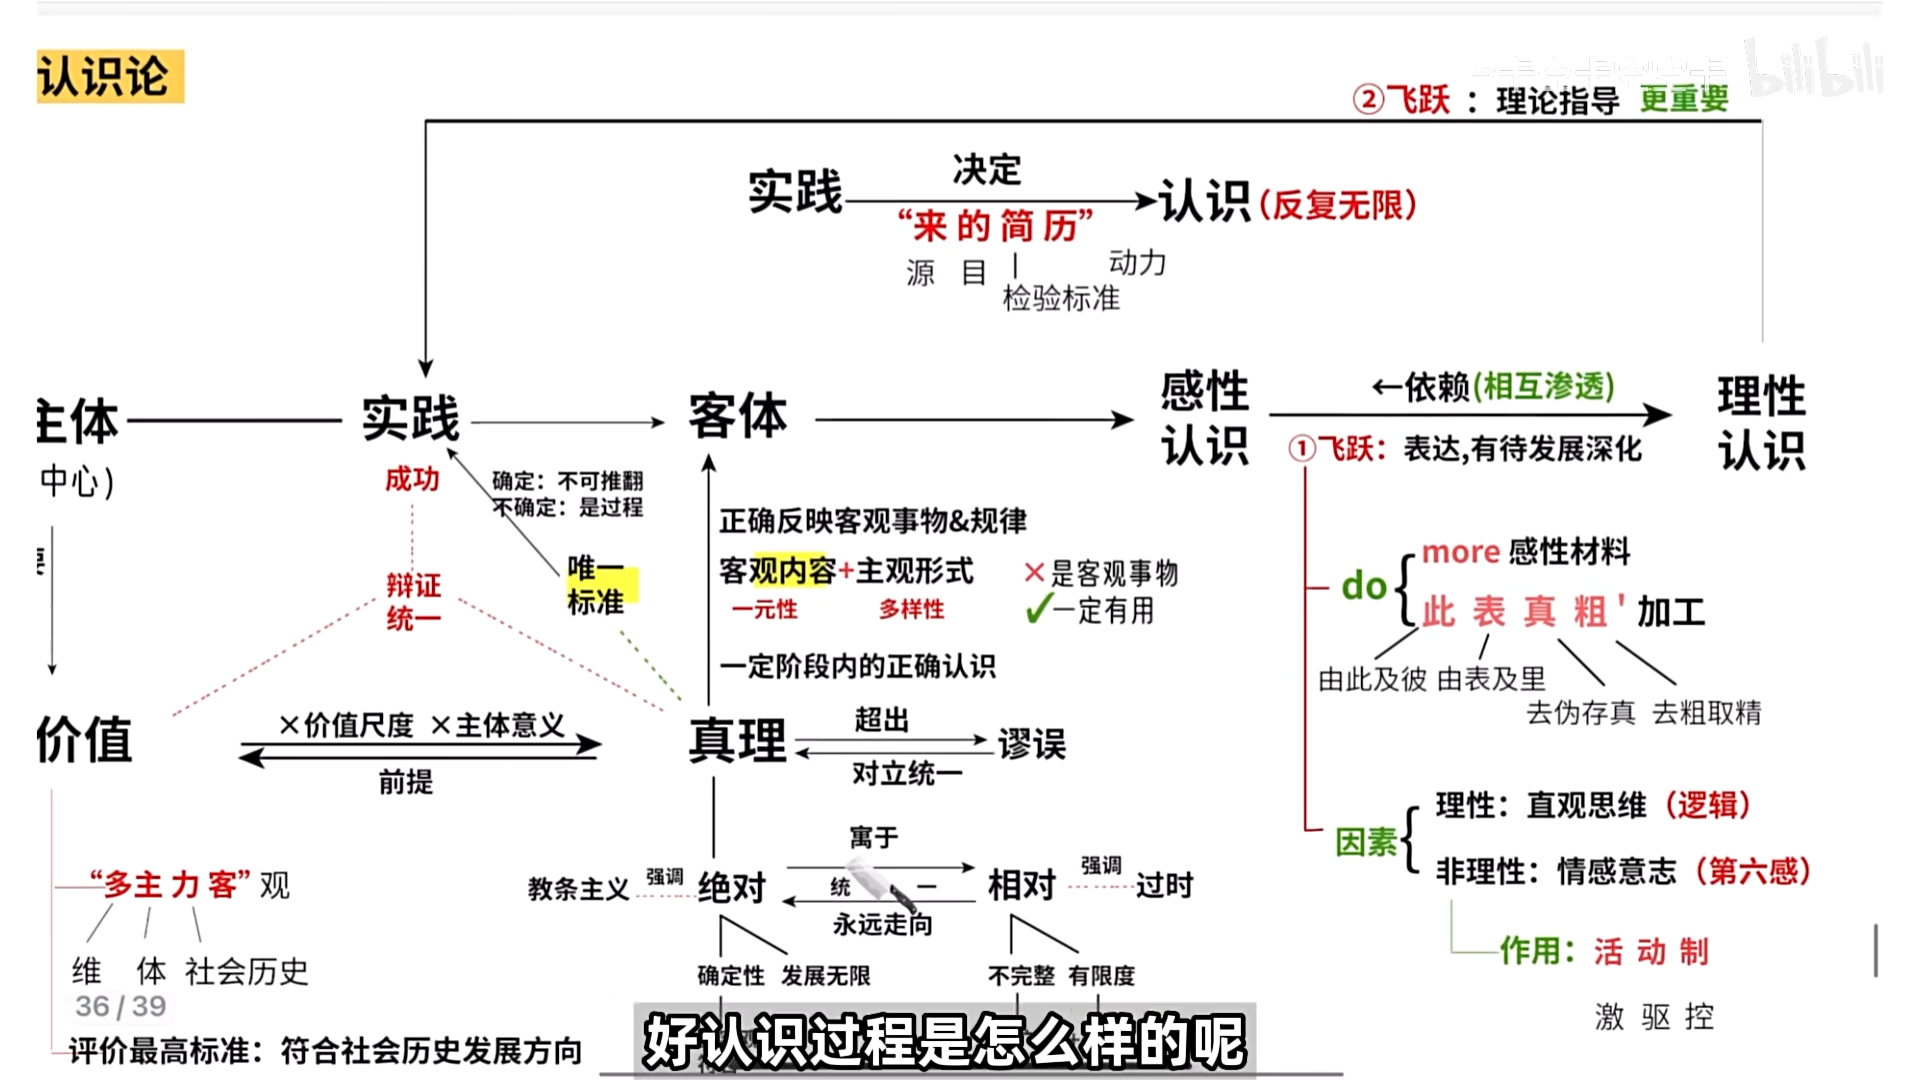 认识论
bilibili
②飞跃：理论指导 更重要
实践 决定 认识(反复无限)
“来的简历”
源 目 动力
检验标准
主体 实践 客体 感性认识 ←依赖(相互渗透) 理性认识
中心)
①飞跃：表达,有待发展深化
成功
确定：不可推翻
不确定：是过程
唯一
标准
辩证
统一
正确反映客观事物&规律
客观内容+主观形式
一元性 多样性
×是客观事物
✓一定有用
一定阶段内的正确认识
do
more 感性材料
此 表 真 粗' 加工
由此及彼 由表及里
去伪存真 去粗取精
价值 ×价值尺度 ×主体意义 真理 超出 谬误
前提
对立统一
因素
理性：直观思维（逻辑）
非理性：情感意志（第六感）
作用：活 动 制
激 驱 控
“多主力客”观
维 体 社会历史
36 / 39
评价最高标准：符合社会历史发展方向
教条主义 强调 绝对 寓于 相对 强调 过时
统 一
永远走向
确定性 发展无限
不完整 有限度
好认识过程是怎么样的呢